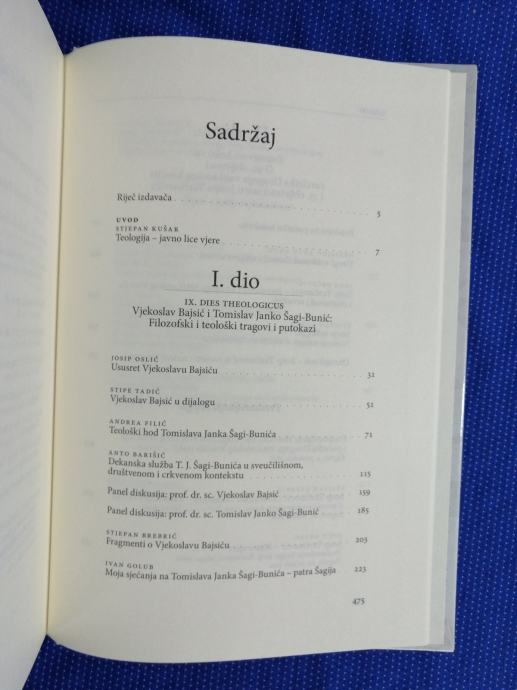 Sadržaj
Riječ izdavača 5
UVOD
STJEPAN KUŠAR
Teologija – javno lice vjere 7
I. dio
IX. DIES THEOLOGICUS
Vjekoslav Bajsić i Tomislav Janko Šagi-Bunić:
Filozofski i teološki tragovi i putokazi
JOSIP OSLIĆ
Ususret Vjekoslavu Bajsiću 31
STIPE TADIĆ
Vjekoslav Bajsić u dijalogu 51
ANDREA FILIĆ
Teološki hod Tomislava Janka Šagi-Bunića 71
ANTO BARIŠIĆ
Dekanska služba T. J. Šagi-Bunića u sveučilišnom,
društvenom i crkvenom kontekstu 115
Panel diskusija: prof. dr. sc. Vjekoslav Bajsić 159
Panel diskusija: prof. dr. sc. Tomislav Janko Šagi-Bunić 185
STJEPAN BREBRIĆ
Fragmenti o Vjekoslavu Bajsiću 203
IVAN GOLUB
Moja sjećanja na Tomislava Janka Šagi-Bunića – patra Šagija 223
475